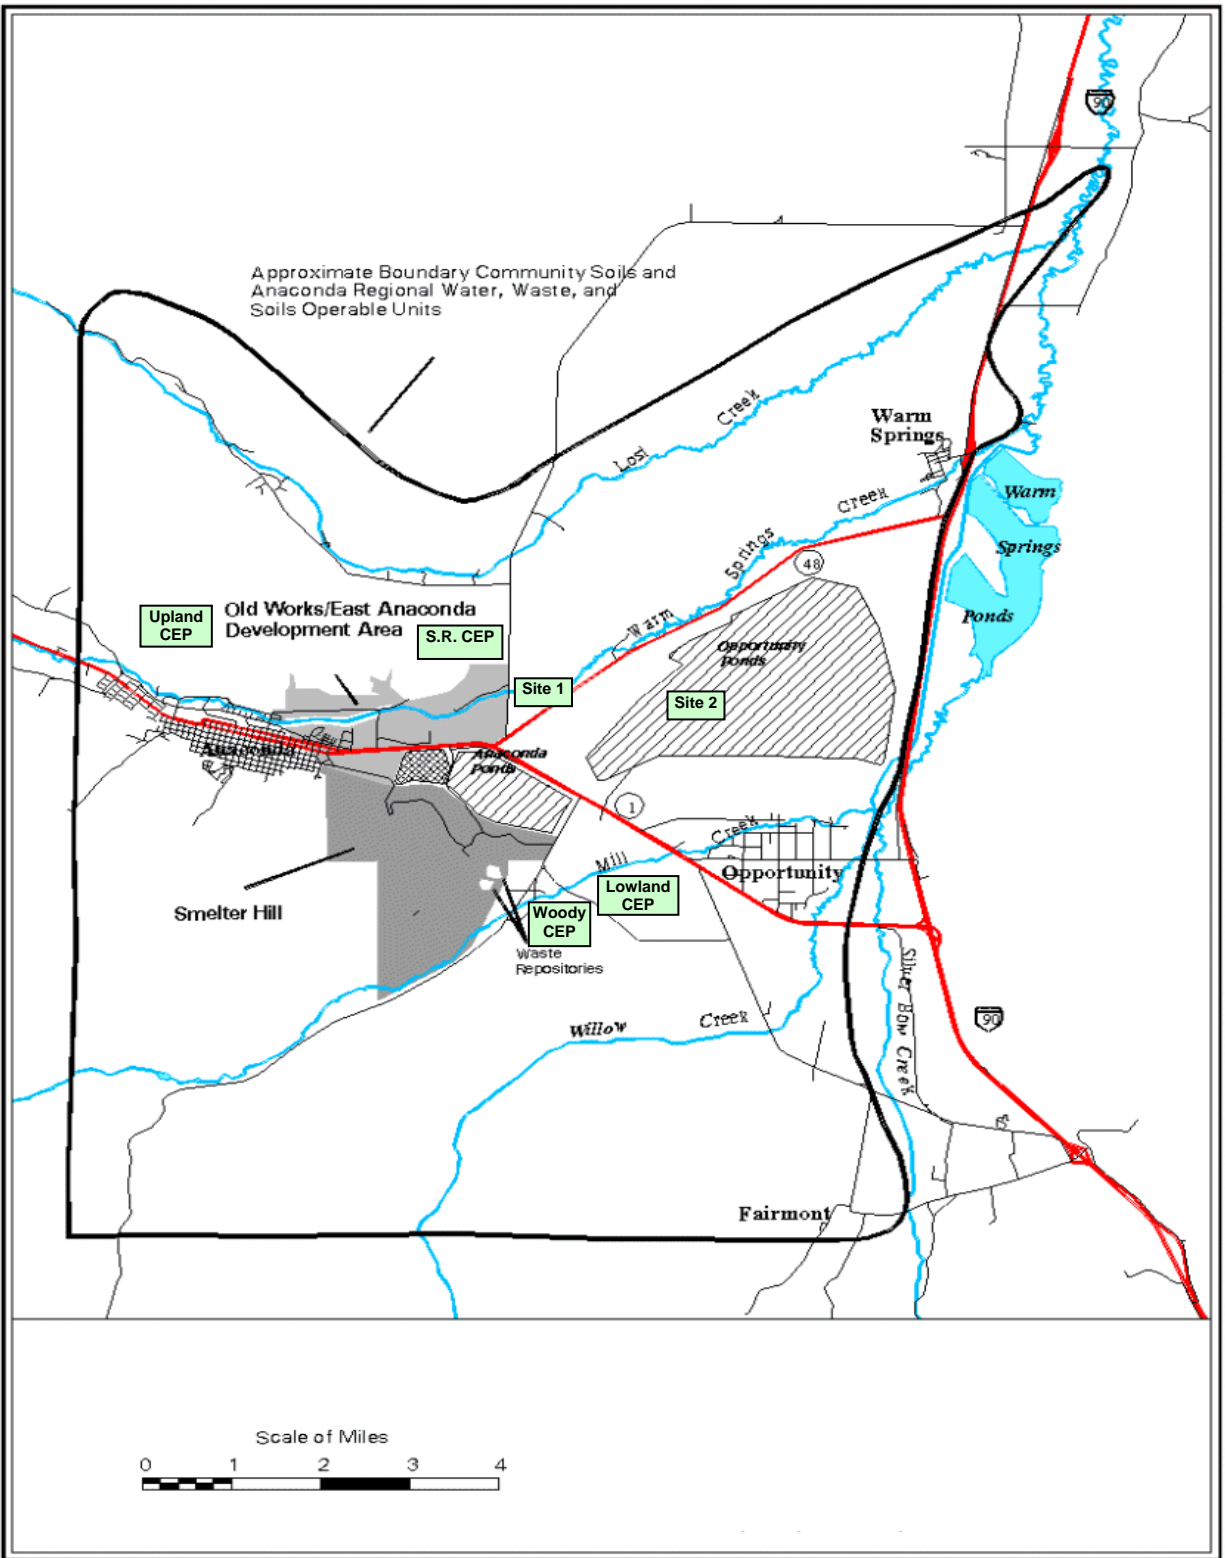 90
Approximate Boundary Community Soils and
Anaconda Regional Water, Waste, and
Soils Operable Units
Lost Creek
Warm
Springs
Warm Springs Creek
Warm
Springs
Ponds
48
Upland
CEP
Old Works/East Anaconda
Development Area
S.R. CEP
Opportunity
Ponds
Site 1
Site 2
Anaconda
Anaconda
Ponds
1
Mill Creek
Opportunity
Lowland
CEP
Smelter Hill
Woody
CEP
Waste
Repositories
Silver Bow Creek
Willow Creek
90
Fairmont
Scale of Miles
0 1 2 3 4